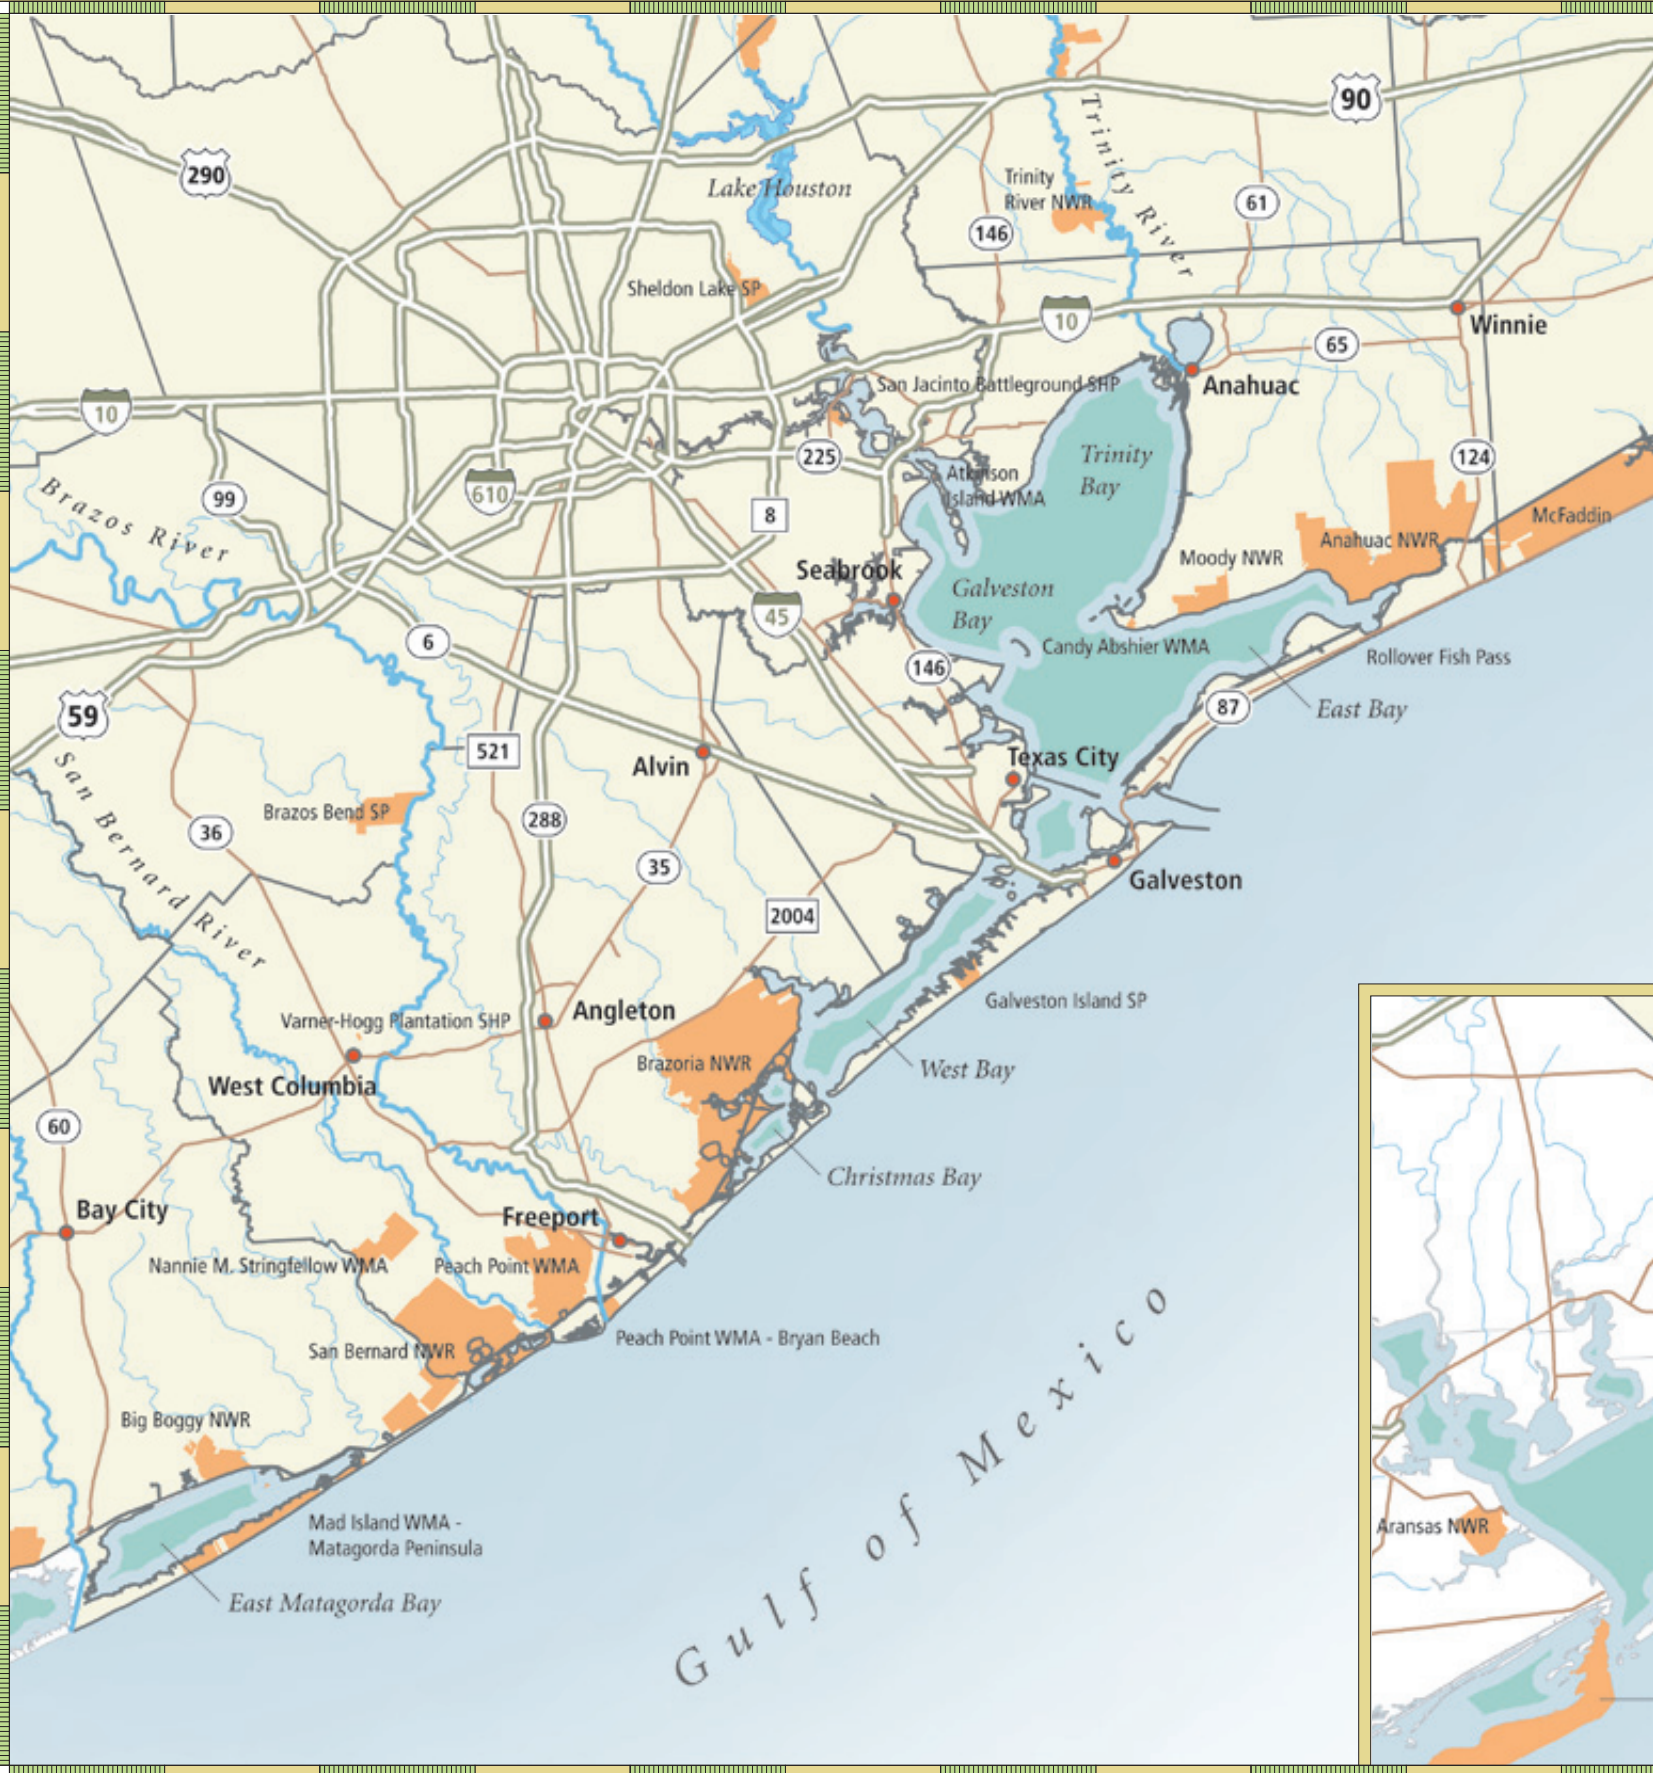 90
290
Trinity River
Lake Houston
Trinity
River NWR
61
146
Sheldon Lake SP
10
Winnie
65
San Jacinto Battleground SHP
Anahuac
10
Trinity
Bay
225
124
Atkinson
Island WMA
610
99
Brazos River
8
McFaddin
Anahuac NWR
Moody NWR
Seabrook
Galveston
Bay
45
6
Candy Abshier WMA
Rollover Fish Pass
146
87
East Bay
59
521
Texas City
Alvin
San Bernard River
Brazos Bend SP
288
36
35
Galveston
2004
Galveston Island SP
Angleton
Varner-Hogg Plantation SHP
Brazoria NWR
West Bay
West Columbia
60
Christmas Bay
Bay City
Freeport
Nannie M. Stringfellow WMA
Peach Point WMA
Peach Point WMA - Bryan Beach
San Bernard NWR
Gulf of Mexico
Big Boggy NWR
Mad Island WMA -
Matagorda Peninsula
Aransas NWR
East Matagorda Bay